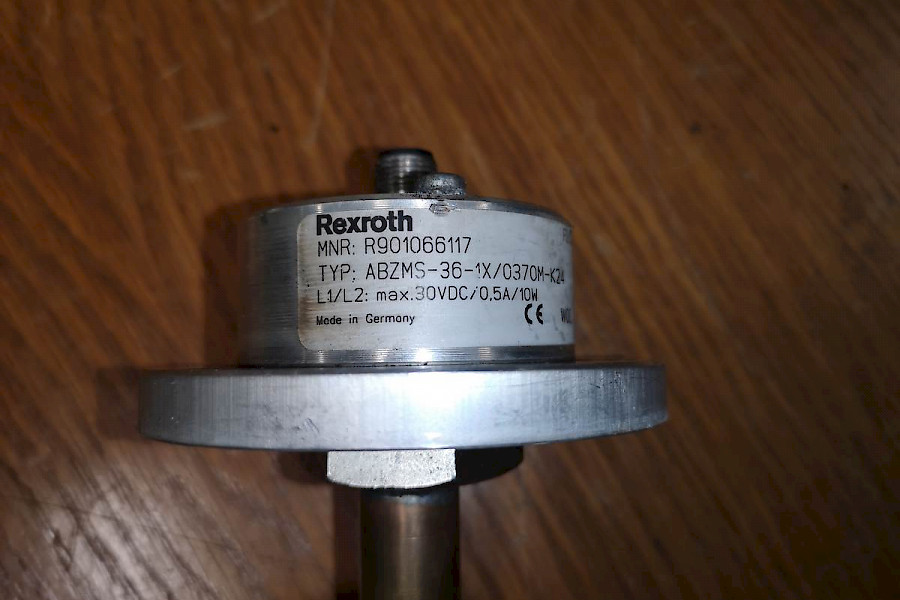 Rexroth
MNR: R901066117
TYP: ABZMS-36-1X/0370M-K24
L1/L2: max.30VDC/0,5A/10W
Made in Germany CE